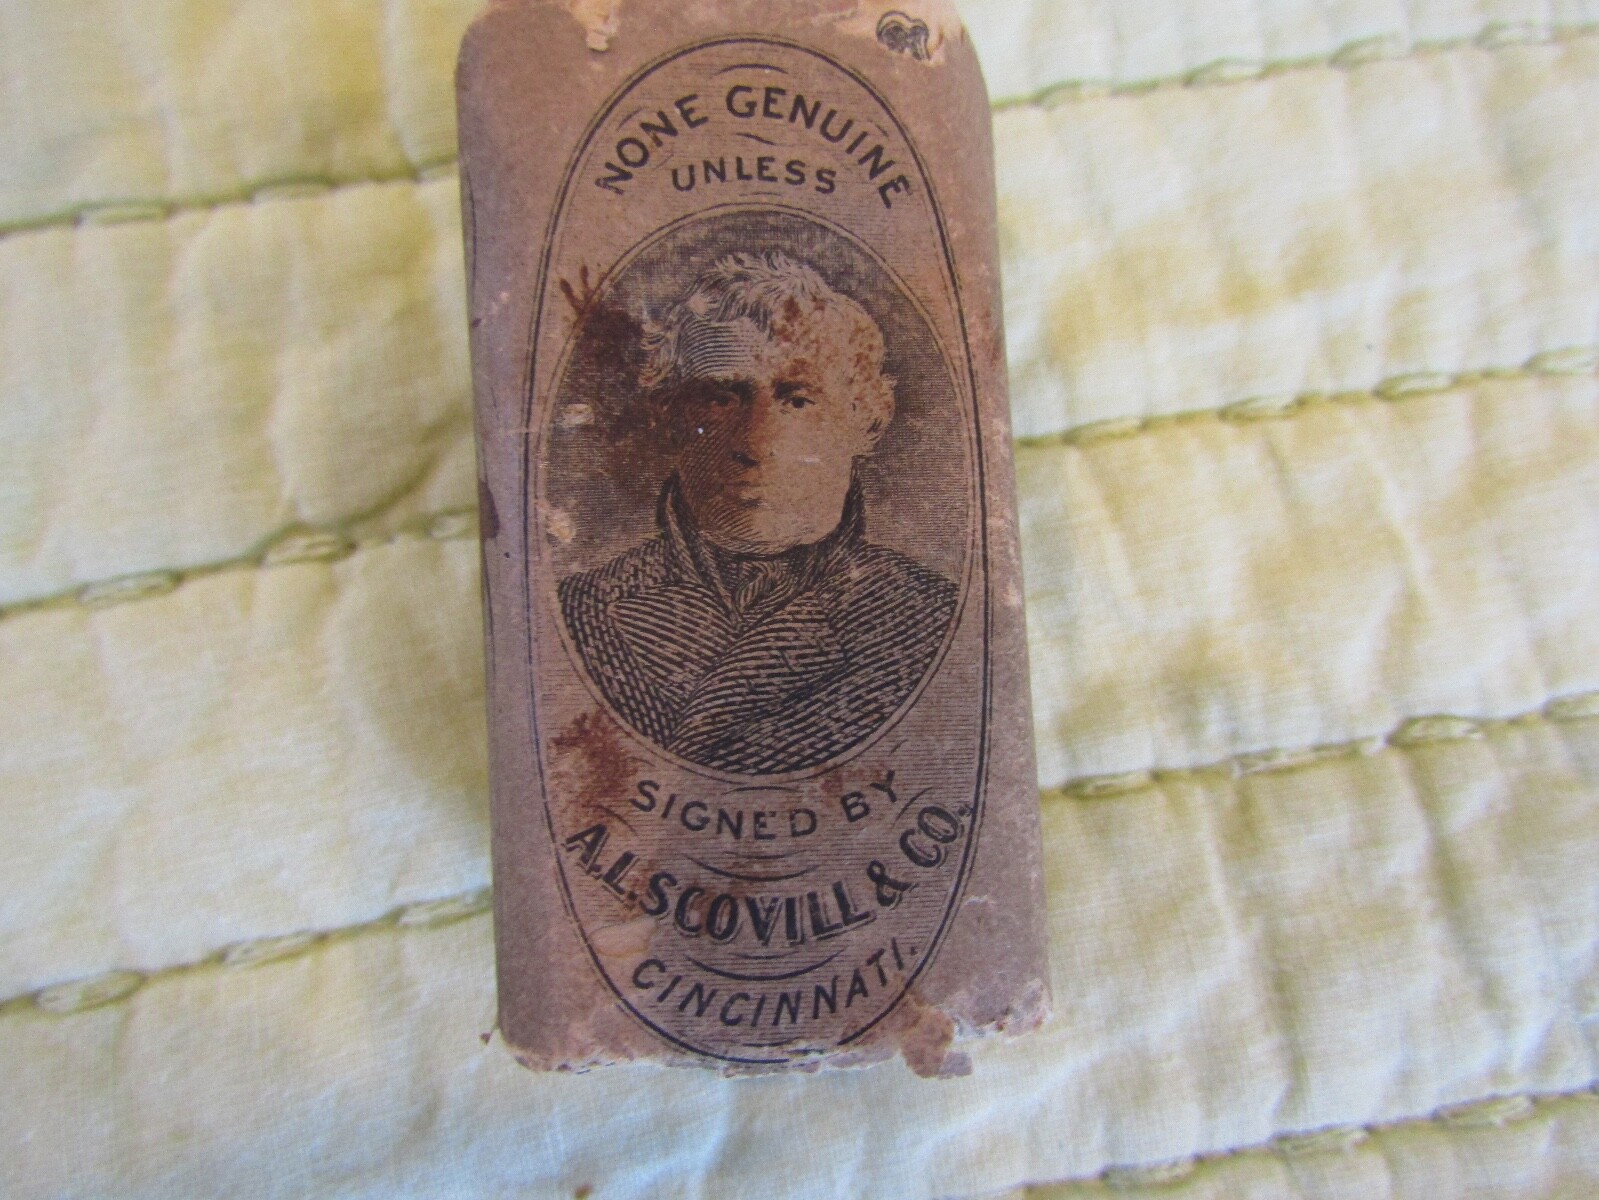 NONE GENUINE
UNLESS
SIGNED BY
A.L. SCOVILL & CO.
CINCINNATI.